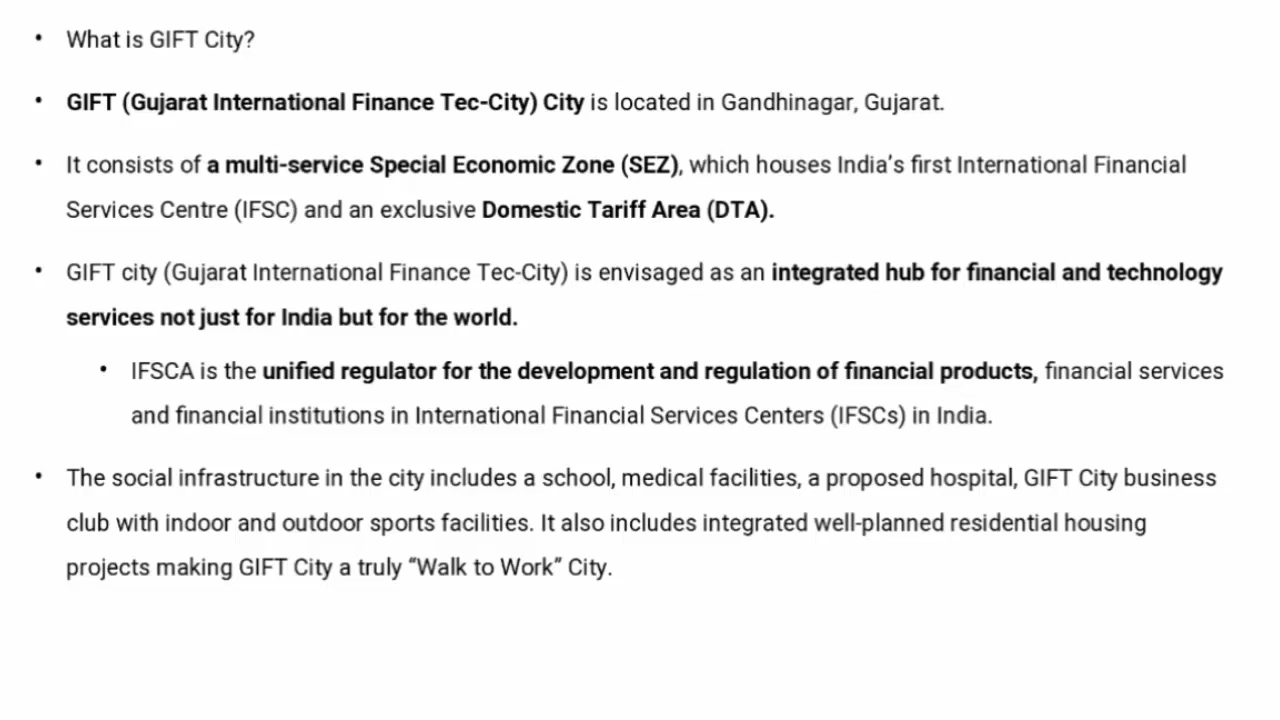 • What is GIFT City?
• GIFT (Gujarat International Finance Tec-City) City is located in Gandhinagar, Gujarat.
• It consists of a multi-service Special Economic Zone (SEZ), which houses India’s first International Financial
Services Centre (IFSC) and an exclusive Domestic Tariff Area (DTA).
• GIFT city (Gujarat International Finance Tec-City) is envisaged as an integrated hub for financial and technology
services not just for India but for the world.
• IFSCA is the unified regulator for the development and regulation of financial products, financial services
and financial institutions in International Financial Services Centers (IFSCs) in India.
• The social infrastructure in the city includes a school, medical facilities, a proposed hospital, GIFT City business
club with indoor and outdoor sports facilities. It also includes integrated well-planned residential housing
projects making GIFT City a truly “Walk to Work” City.